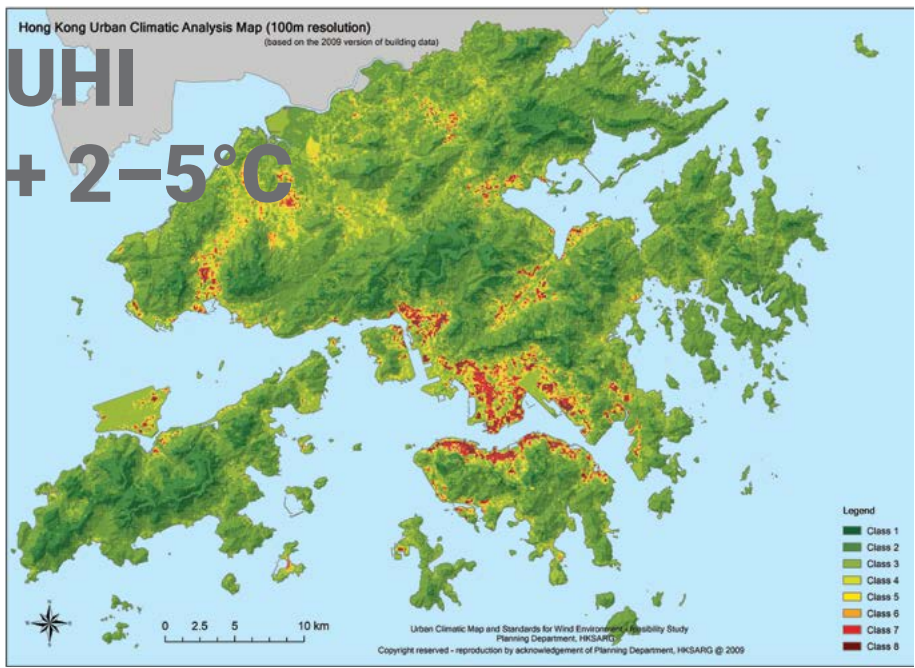 Hong Kong Urban Climatic Analysis Map (100m resolution)
(based on the 2009 version of building data)
UHI
+ 2–5°C
Legend
Class 1
Class 2
Class 3
Class 4
Class 5
Class 6
Class 7
Class 8
0 2.5 5 10 km
Urban Climatic Map and Standards for Wind Environment - Feasibility Study
Planning Department, HKSARG
Copyright reserved - reproduction by acknowledgement of Planning Department, HKSARG @ 2009